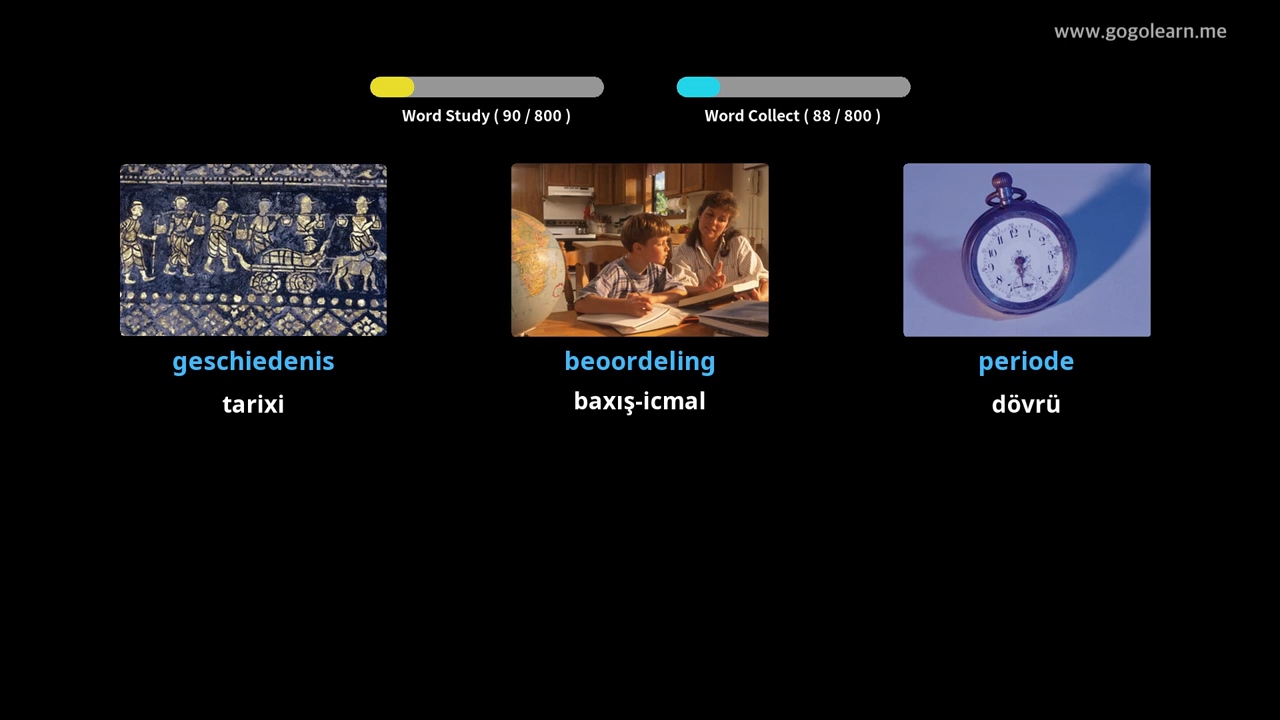 www.gogolearn.me
Word Study ( 90 / 800 )
Word Collect ( 88 / 800 )
geschiedenis
tarixi
beoordeling
baxış-icmal
periode
dövrü